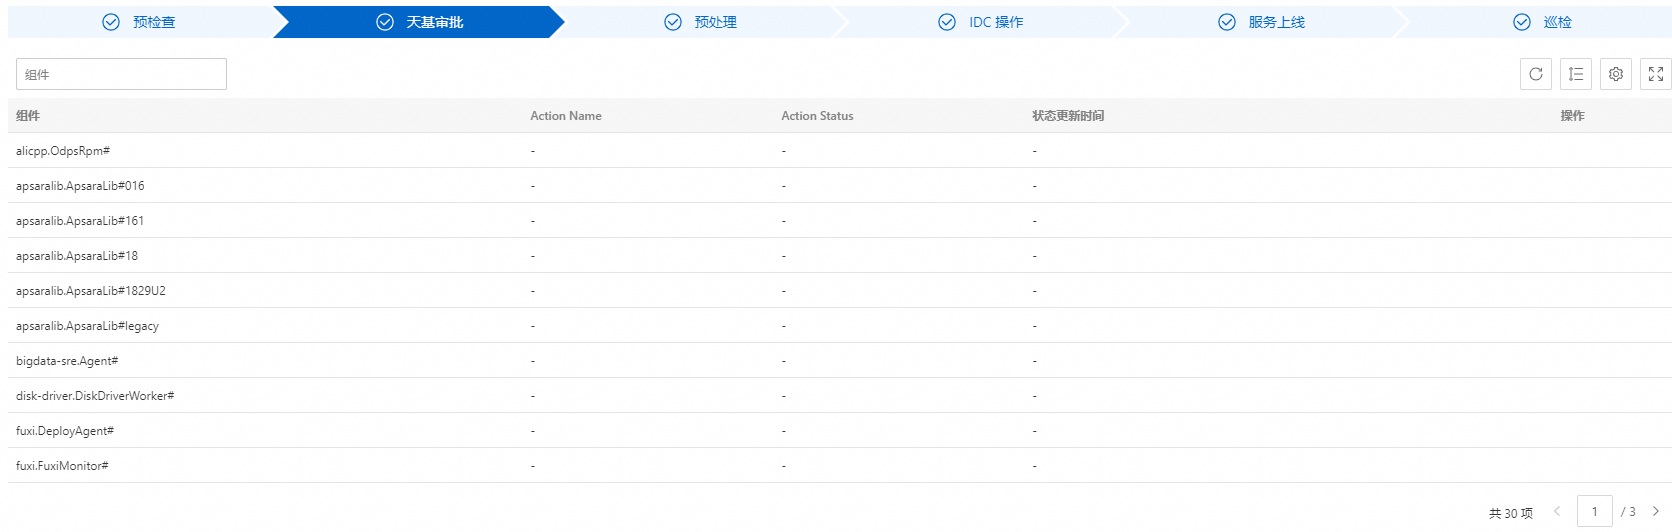 预检查 天基审批 预处理 IDC 操作 服务上线 巡检
组件
组件 Action Name Action Status 状态更新时间 操作
alicpp.OdpsRpm# - - -
apsaralib.ApsaraLib#016 - - -
apsaralib.ApsaraLib#161 - - -
apsaralib.ApsaraLib#18 - - -
apsaralib.ApsaraLib#1829U2 - - -
apsaralib.ApsaraLib#legacy - - -
bigdata-sre.Agent# - - -
disk-driver.DiskDriverWorker# - - -
fuxi.DeployAgent# - - -
fuxi.FuxiMonitor# - - -
共 30 项 1 / 3